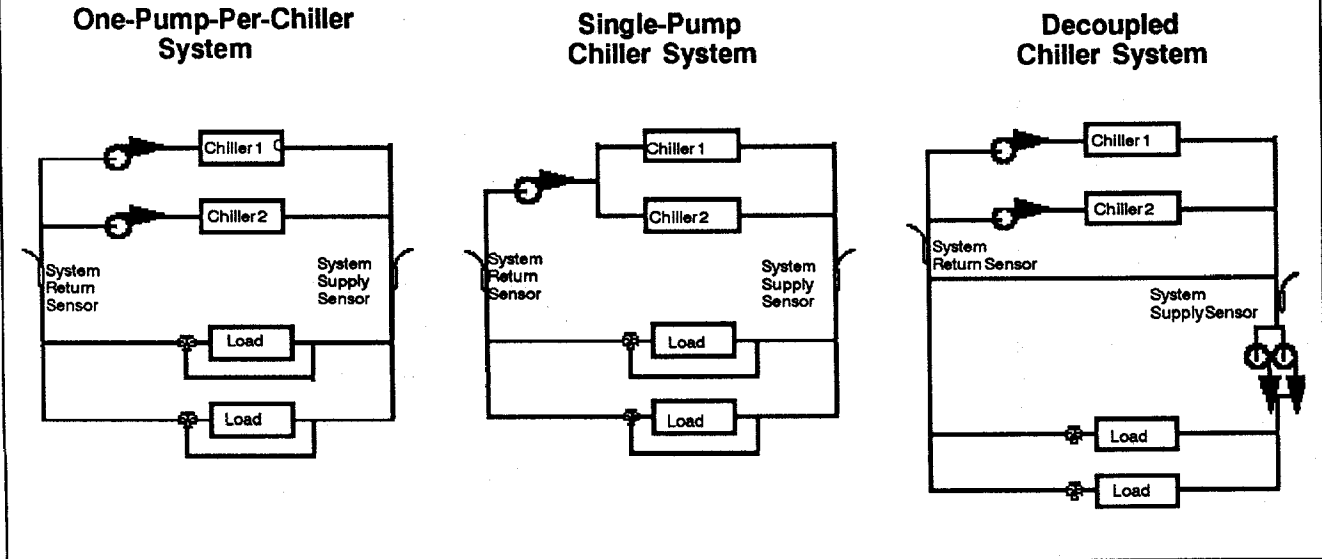 One-Pump-Per-Chiller
System
Chiller 1
Chiller 2
System
Return
Sensor
System
Supply
Sensor
Load
Load
Single-Pump
Chiller System
Chiller 1
Chiller 2
System
Return
Sensor
System
Supply
Sensor
Load
Load
Decoupled
Chiller System
Chiller 1
Chiller 2
System
Return Sensor
System
Supply Sensor
Load
Load